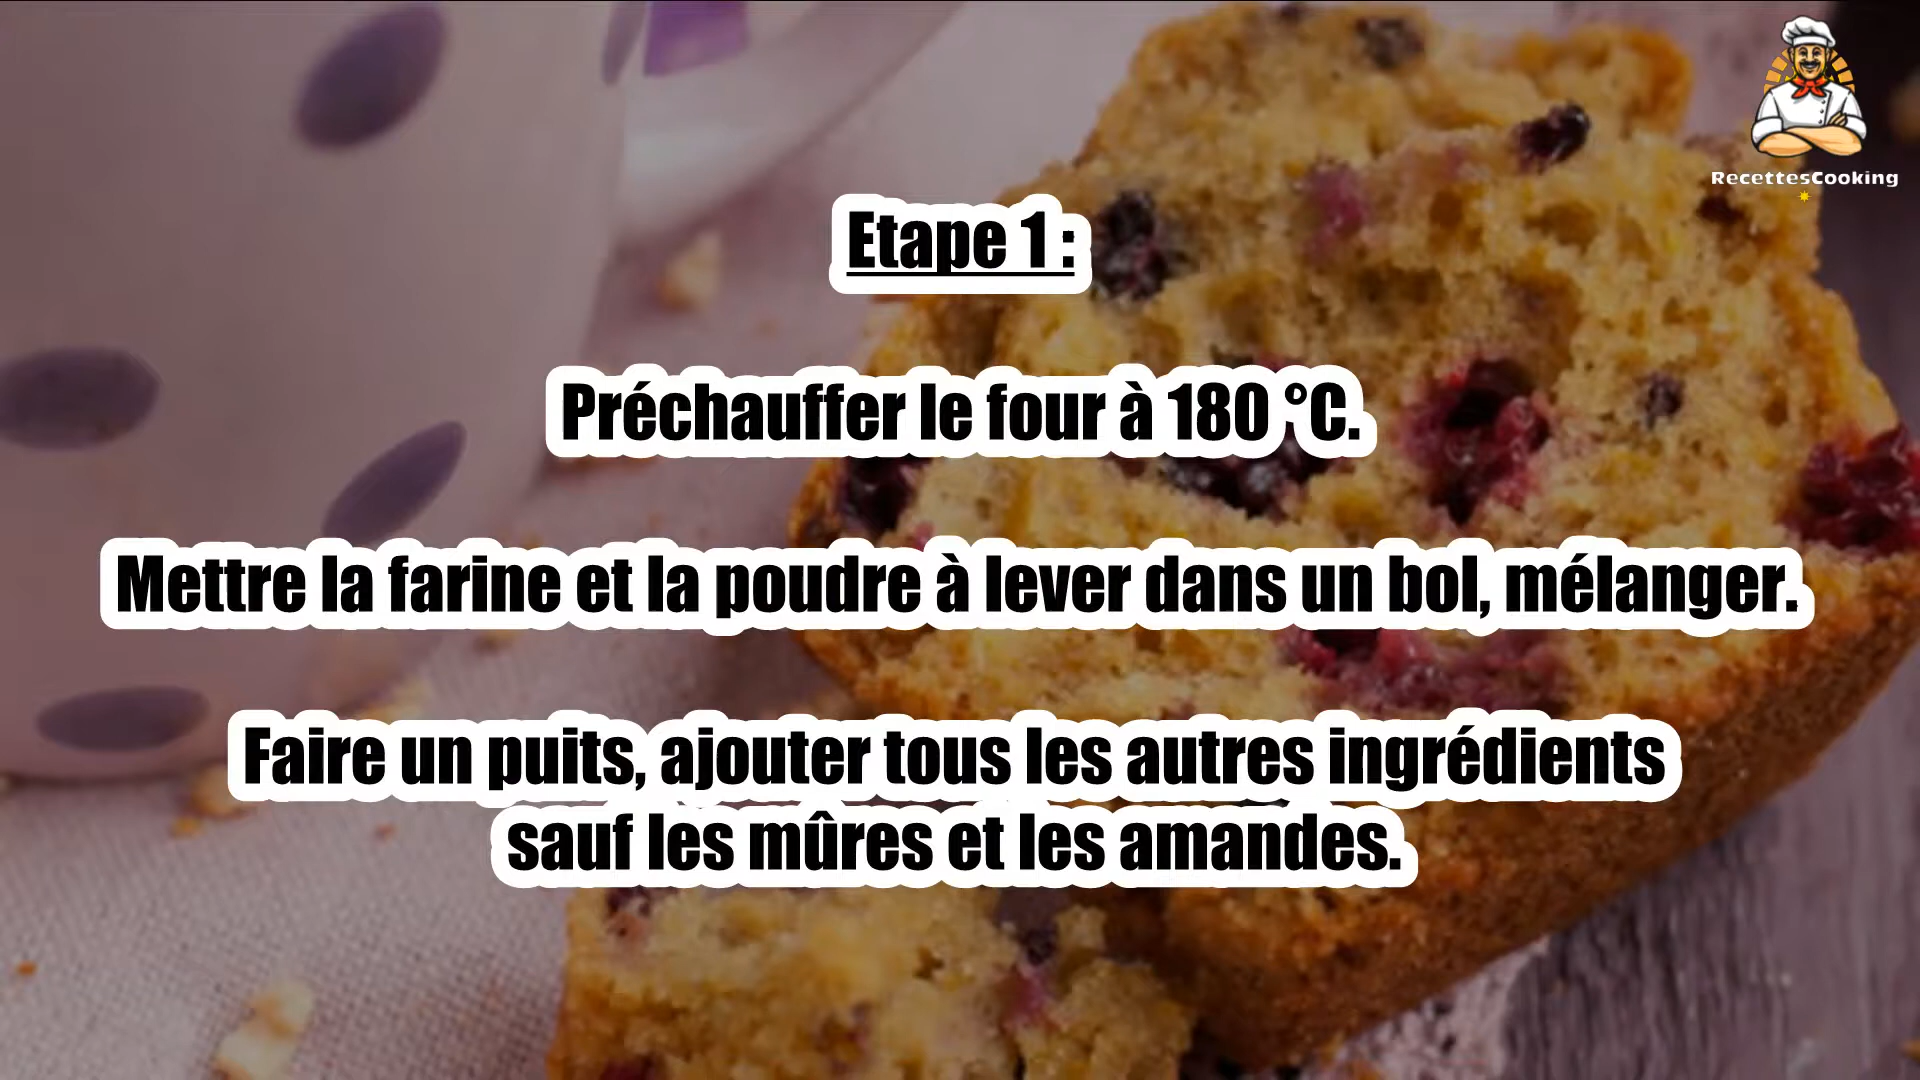 RecettesCooking
Etape 1 :
Préchauffer le four à 180 °C.
Mettre la farine et la poudre à lever dans un bol, mélanger.
Faire un puits, ajouter tous les autres ingrédients
sauf les mûres et les amandes.